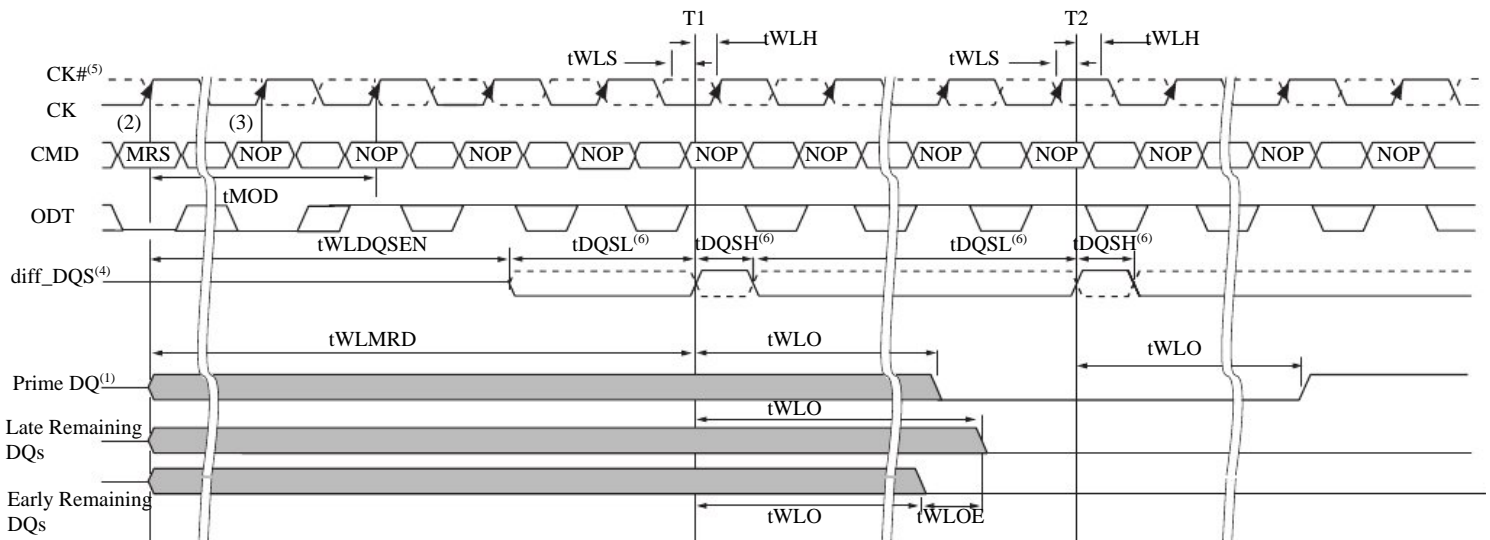 T1 T2
tWLH tWLH
tWLS tWLS
CK#(5)
CK
(2) (3)
CMD MRS NOP NOP NOP NOP NOP NOP NOP NOP NOP NOP NOP
tMOD
ODT
tWLDQSEN tDQSL(6) tDQSH(6) tDQSL(6) tDQSH(6)
diff_DQS(4)
tWLMRD tWLO tWLO
Prime DQ(1)
tWLO
Late Remaining
DQs
Early Remaining
DQs
tWLO tWLOE